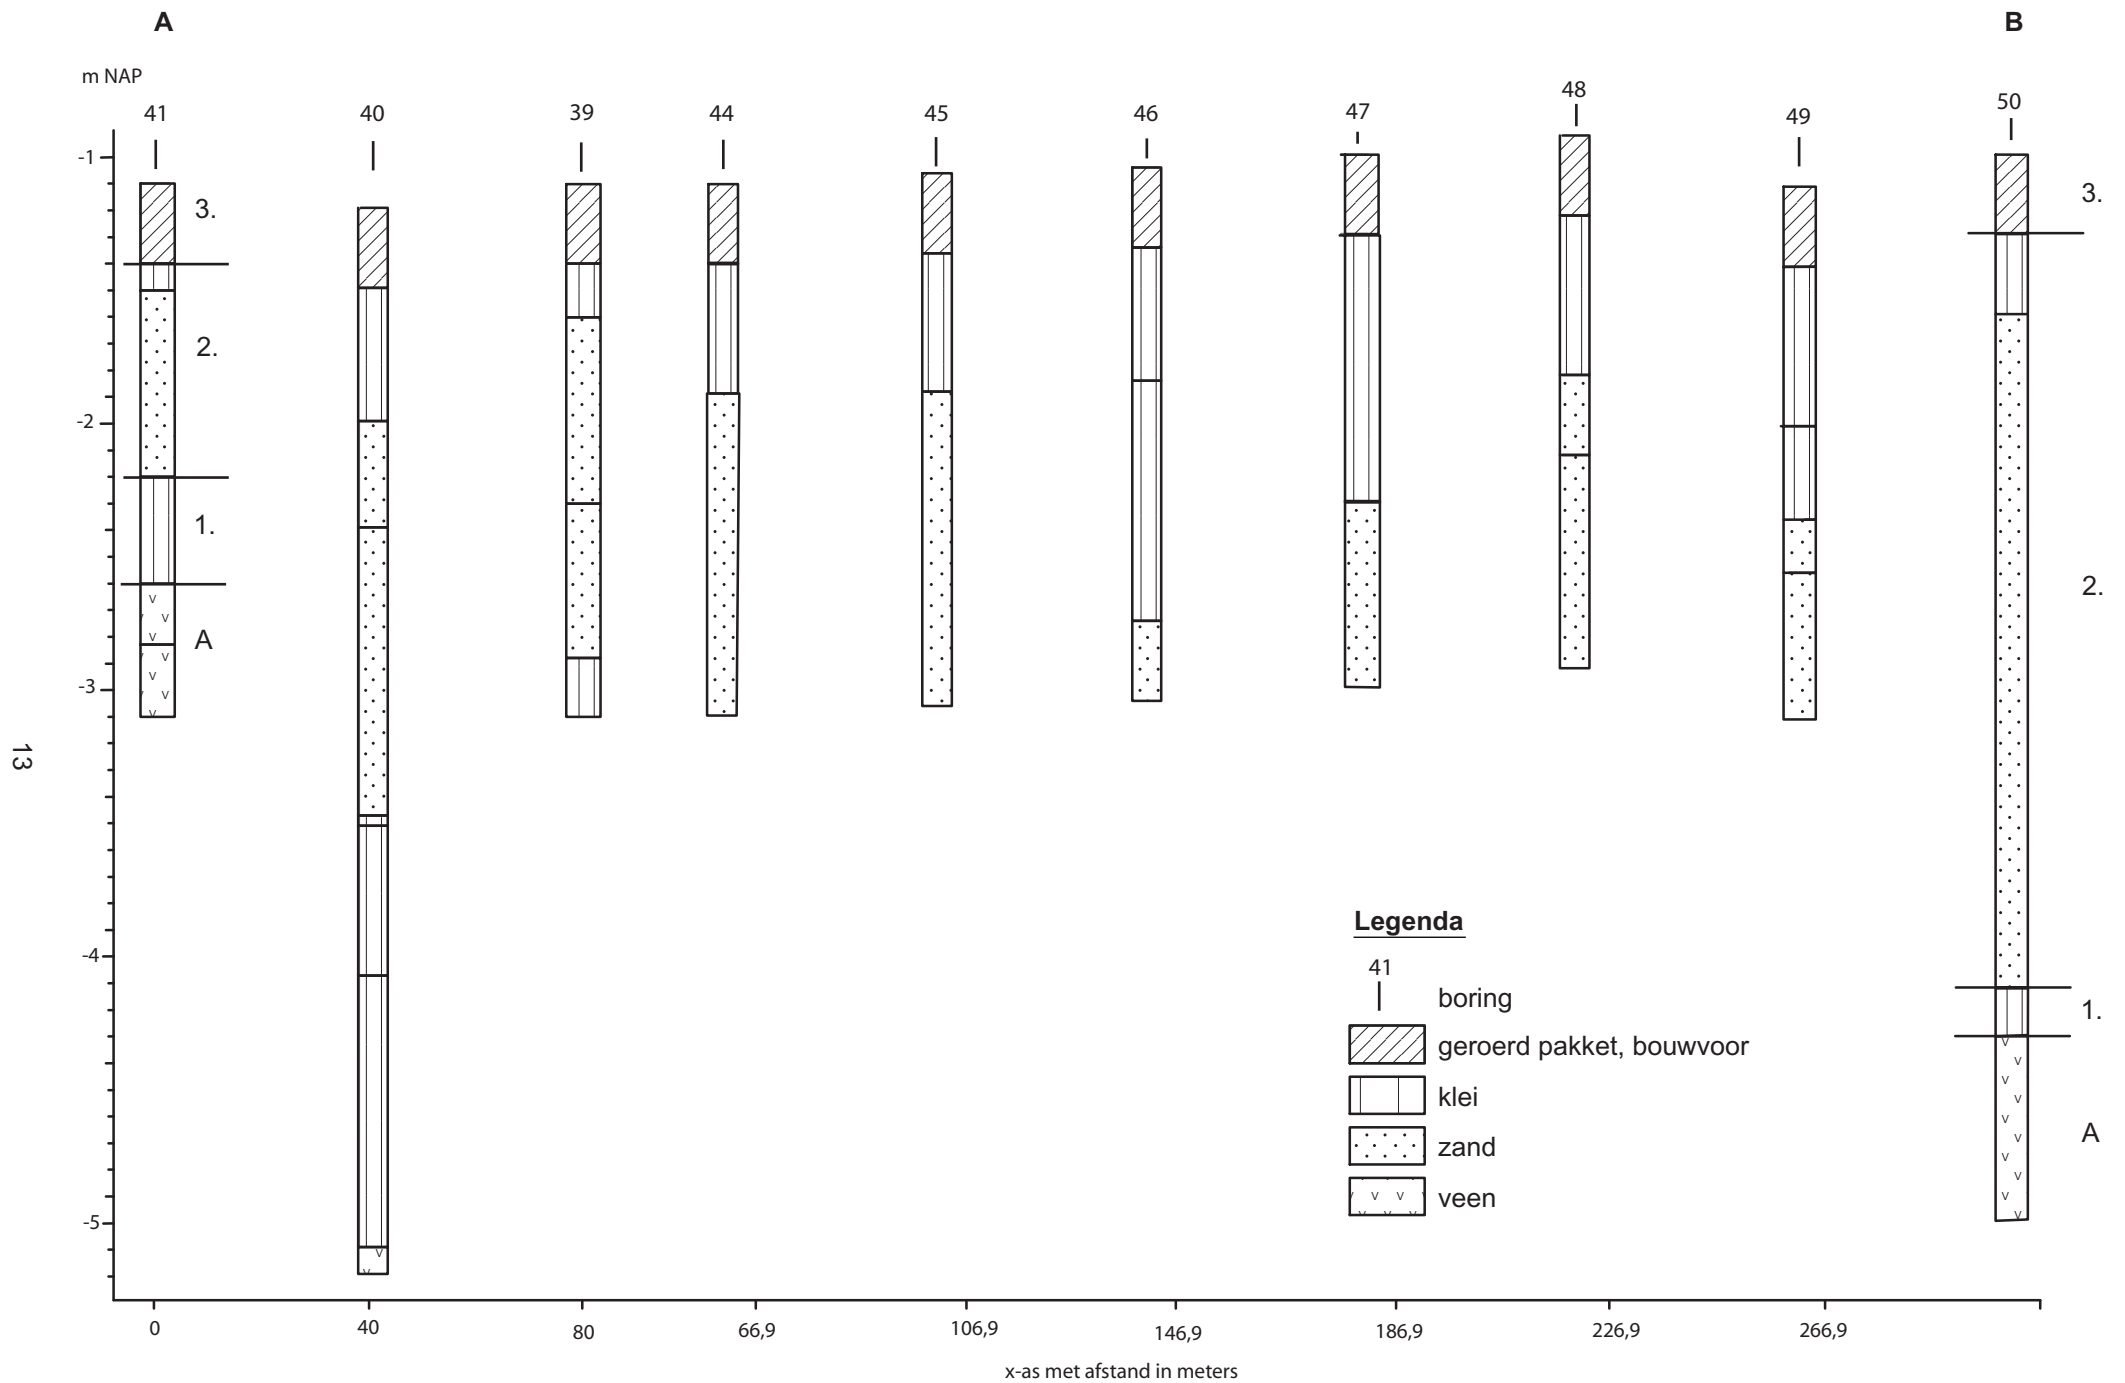 A
B
m NAP
41
40
39
44
45
46
47
48
49
50
-1
-2
-3
-4
-5
3.
2.
1.
A
3.
2.
1.
A
13
Legenda
41
boring
geroerd pakket, bouwvoor
klei
zand
veen
0
40
80
66,9
106,9
146,9
186,9
226,9
266,9
x-as met afstand in meters